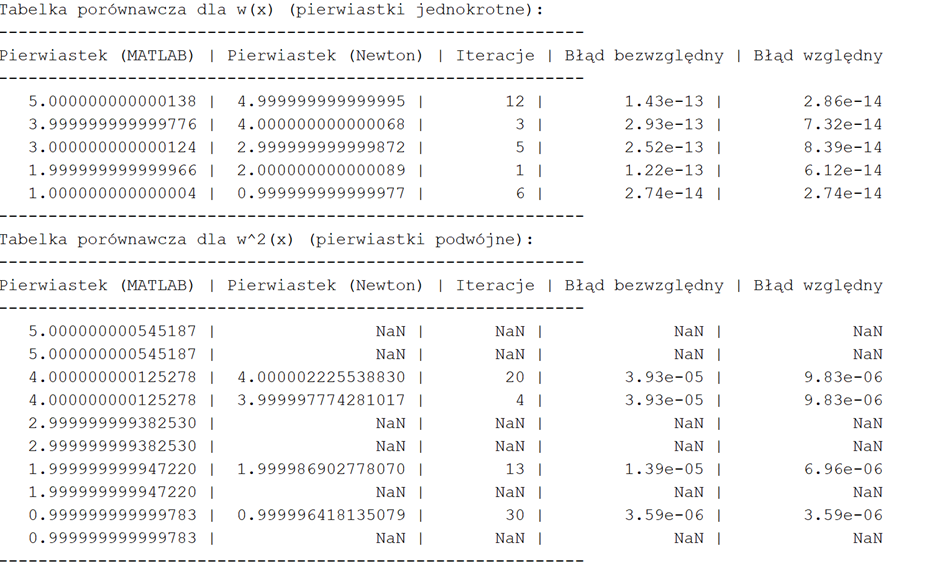 Tabelka porównawcza dla w(x) (pierwiastki jednokrotne):
-----------------------------------------------------------
Pierwiastek (MATLAB) | Pierwiastek (Newton) | Iteracje | Błąd bezwzględny | Błąd względny
-----------------------------------------------------------
5.000000000000138 | 4.999999999999995 | 12 | 1.43e-13 | 2.86e-14
3.999999999999776 | 4.000000000000068 | 3 | 2.93e-13 | 7.32e-14
3.000000000000124 | 2.999999999999872 | 5 | 2.52e-13 | 8.39e-14
1.999999999999966 | 2.000000000000089 | 1 | 1.22e-13 | 6.12e-14
1.000000000000004 | 0.999999999999977 | 6 | 2.74e-14 | 2.74e-14
-----------------------------------------------------------
Tabelka porównawcza dla w^2(x) (pierwiastki podwójne):
-----------------------------------------------------------
Pierwiastek (MATLAB) | Pierwiastek (Newton) | Iteracje | Błąd bezwzględny | Błąd względny
-----------------------------------------------------------
5.000000000545187 | NaN | NaN | NaN | NaN
5.000000000545187 | NaN | NaN | NaN | NaN
4.000000000125278 | 4.000002225538830 | 20 | 3.93e-05 | 9.83e-06
4.000000000125278 | 3.999997774281017 | 4 | 3.93e-05 | 9.83e-06
2.999999999382530 | NaN | NaN | NaN | NaN
2.999999999382530 | NaN | NaN | NaN | NaN
1.999999999947220 | 1.999986902778070 | 13 | 1.39e-05 | 6.96e-06
1.999999999947220 | NaN | NaN | NaN | NaN
0.999999999999783 | 0.999996418135079 | 30 | 3.59e-06 | 3.59e-06
0.999999999999783 | NaN | NaN | NaN | NaN
-----------------------------------------------------------